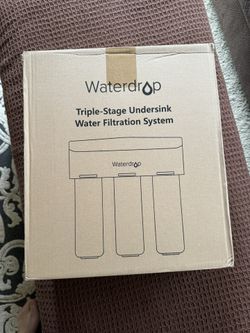 Waterdrop
Triple-Stage Undersink
Water Filtration System
Waterdrop